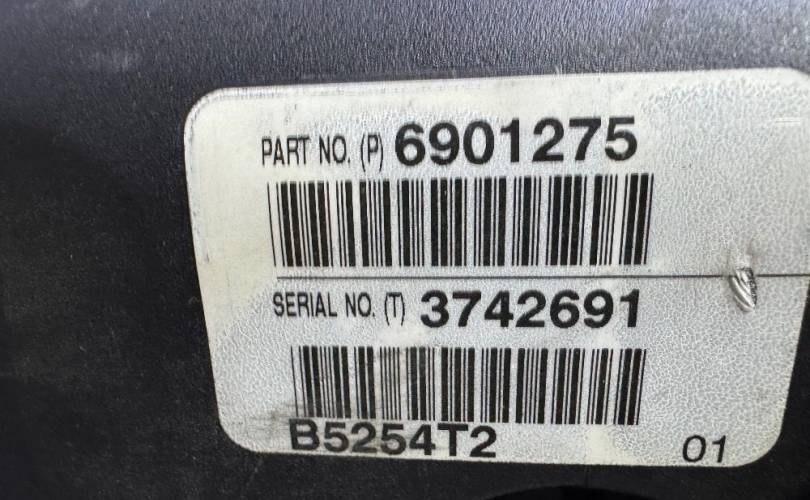 PART NO. (P) 6901275
SERIAL NO. (T) 3742691
B5254T2 01